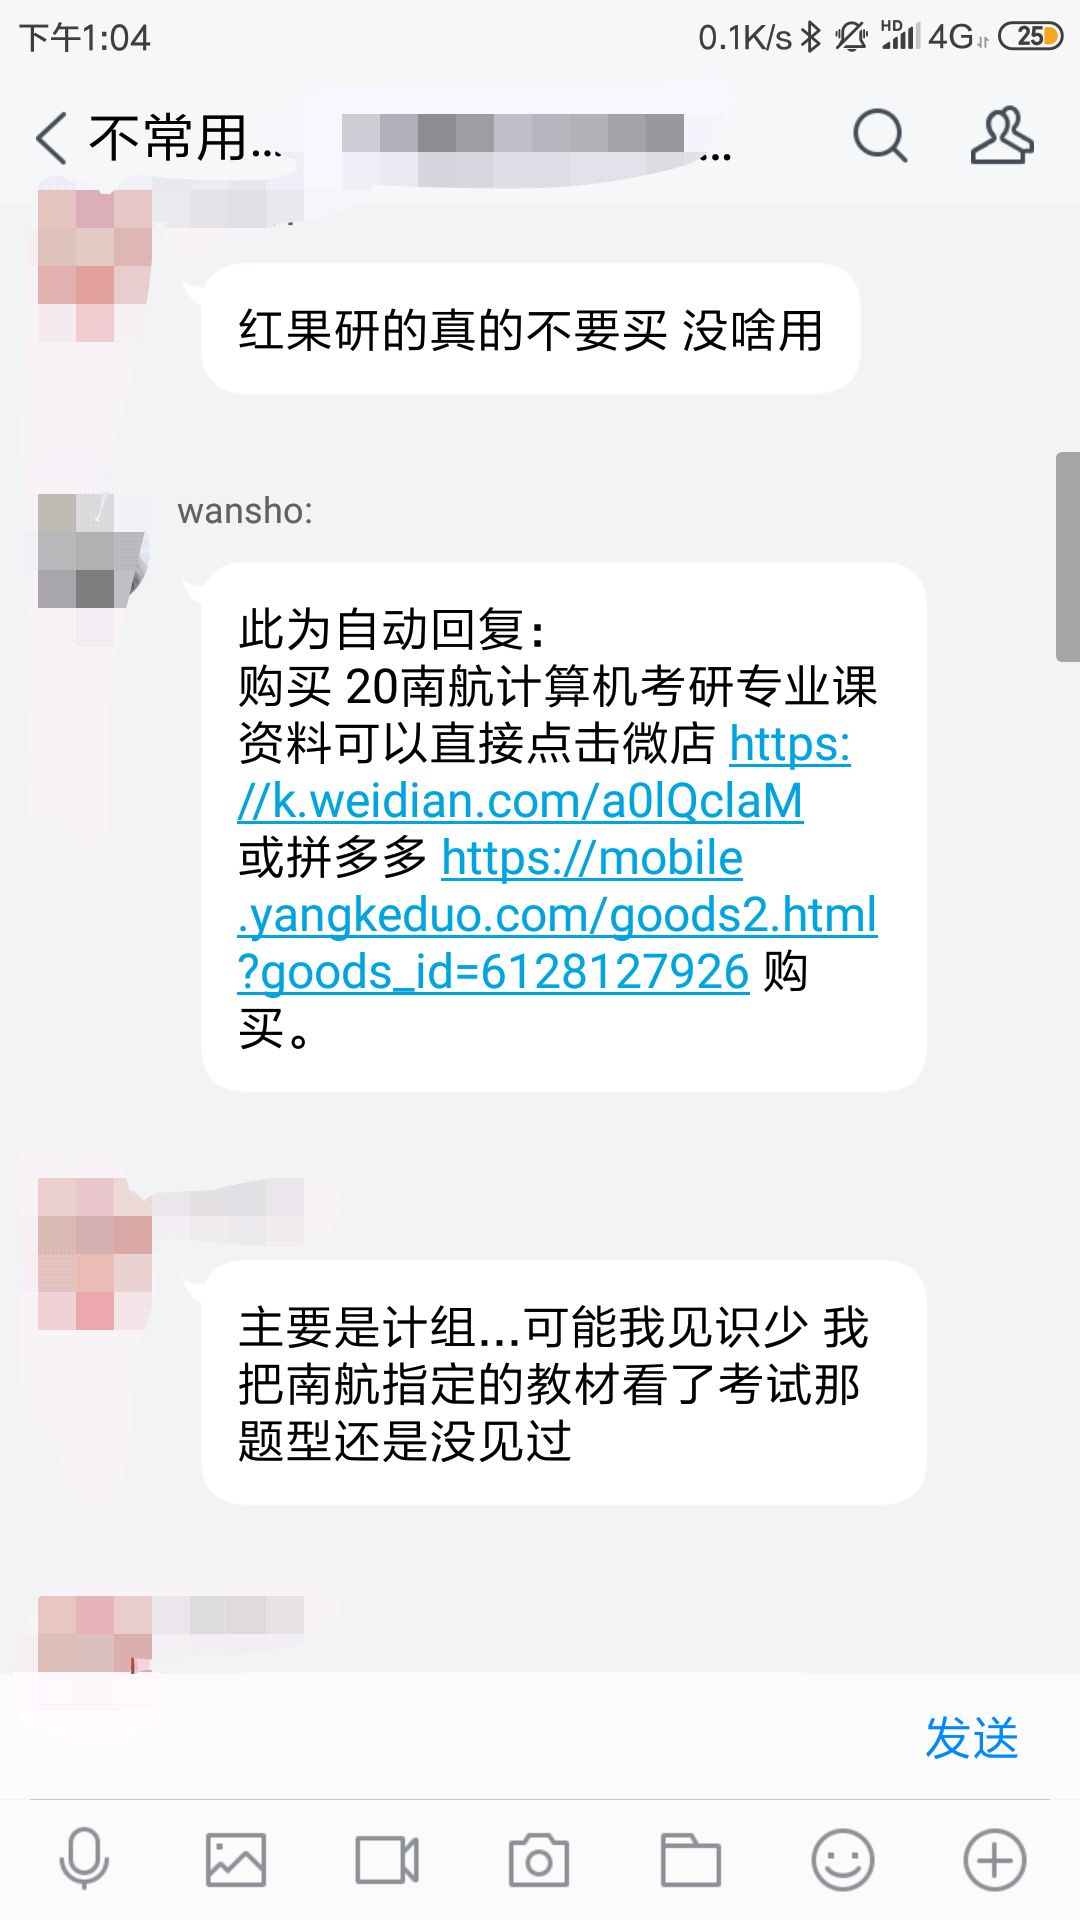 下午1:04
0.1K/s HD 4G 25
不常用... ...
红果研的真的不要买 没啥用
wansho:
此为自动回复：
购买 20南航计算机考研专业课
资料可以直接点击微店 https:
//k.weidian.com/a0lQclaM
或拼多多 https://mobile
.yangkeduo.com/goods2.html
?goods_id=6128127926 购
买。
主要是计组...可能我见识少 我
把南航指定的教材看了考试那
题型还是没见过
发送